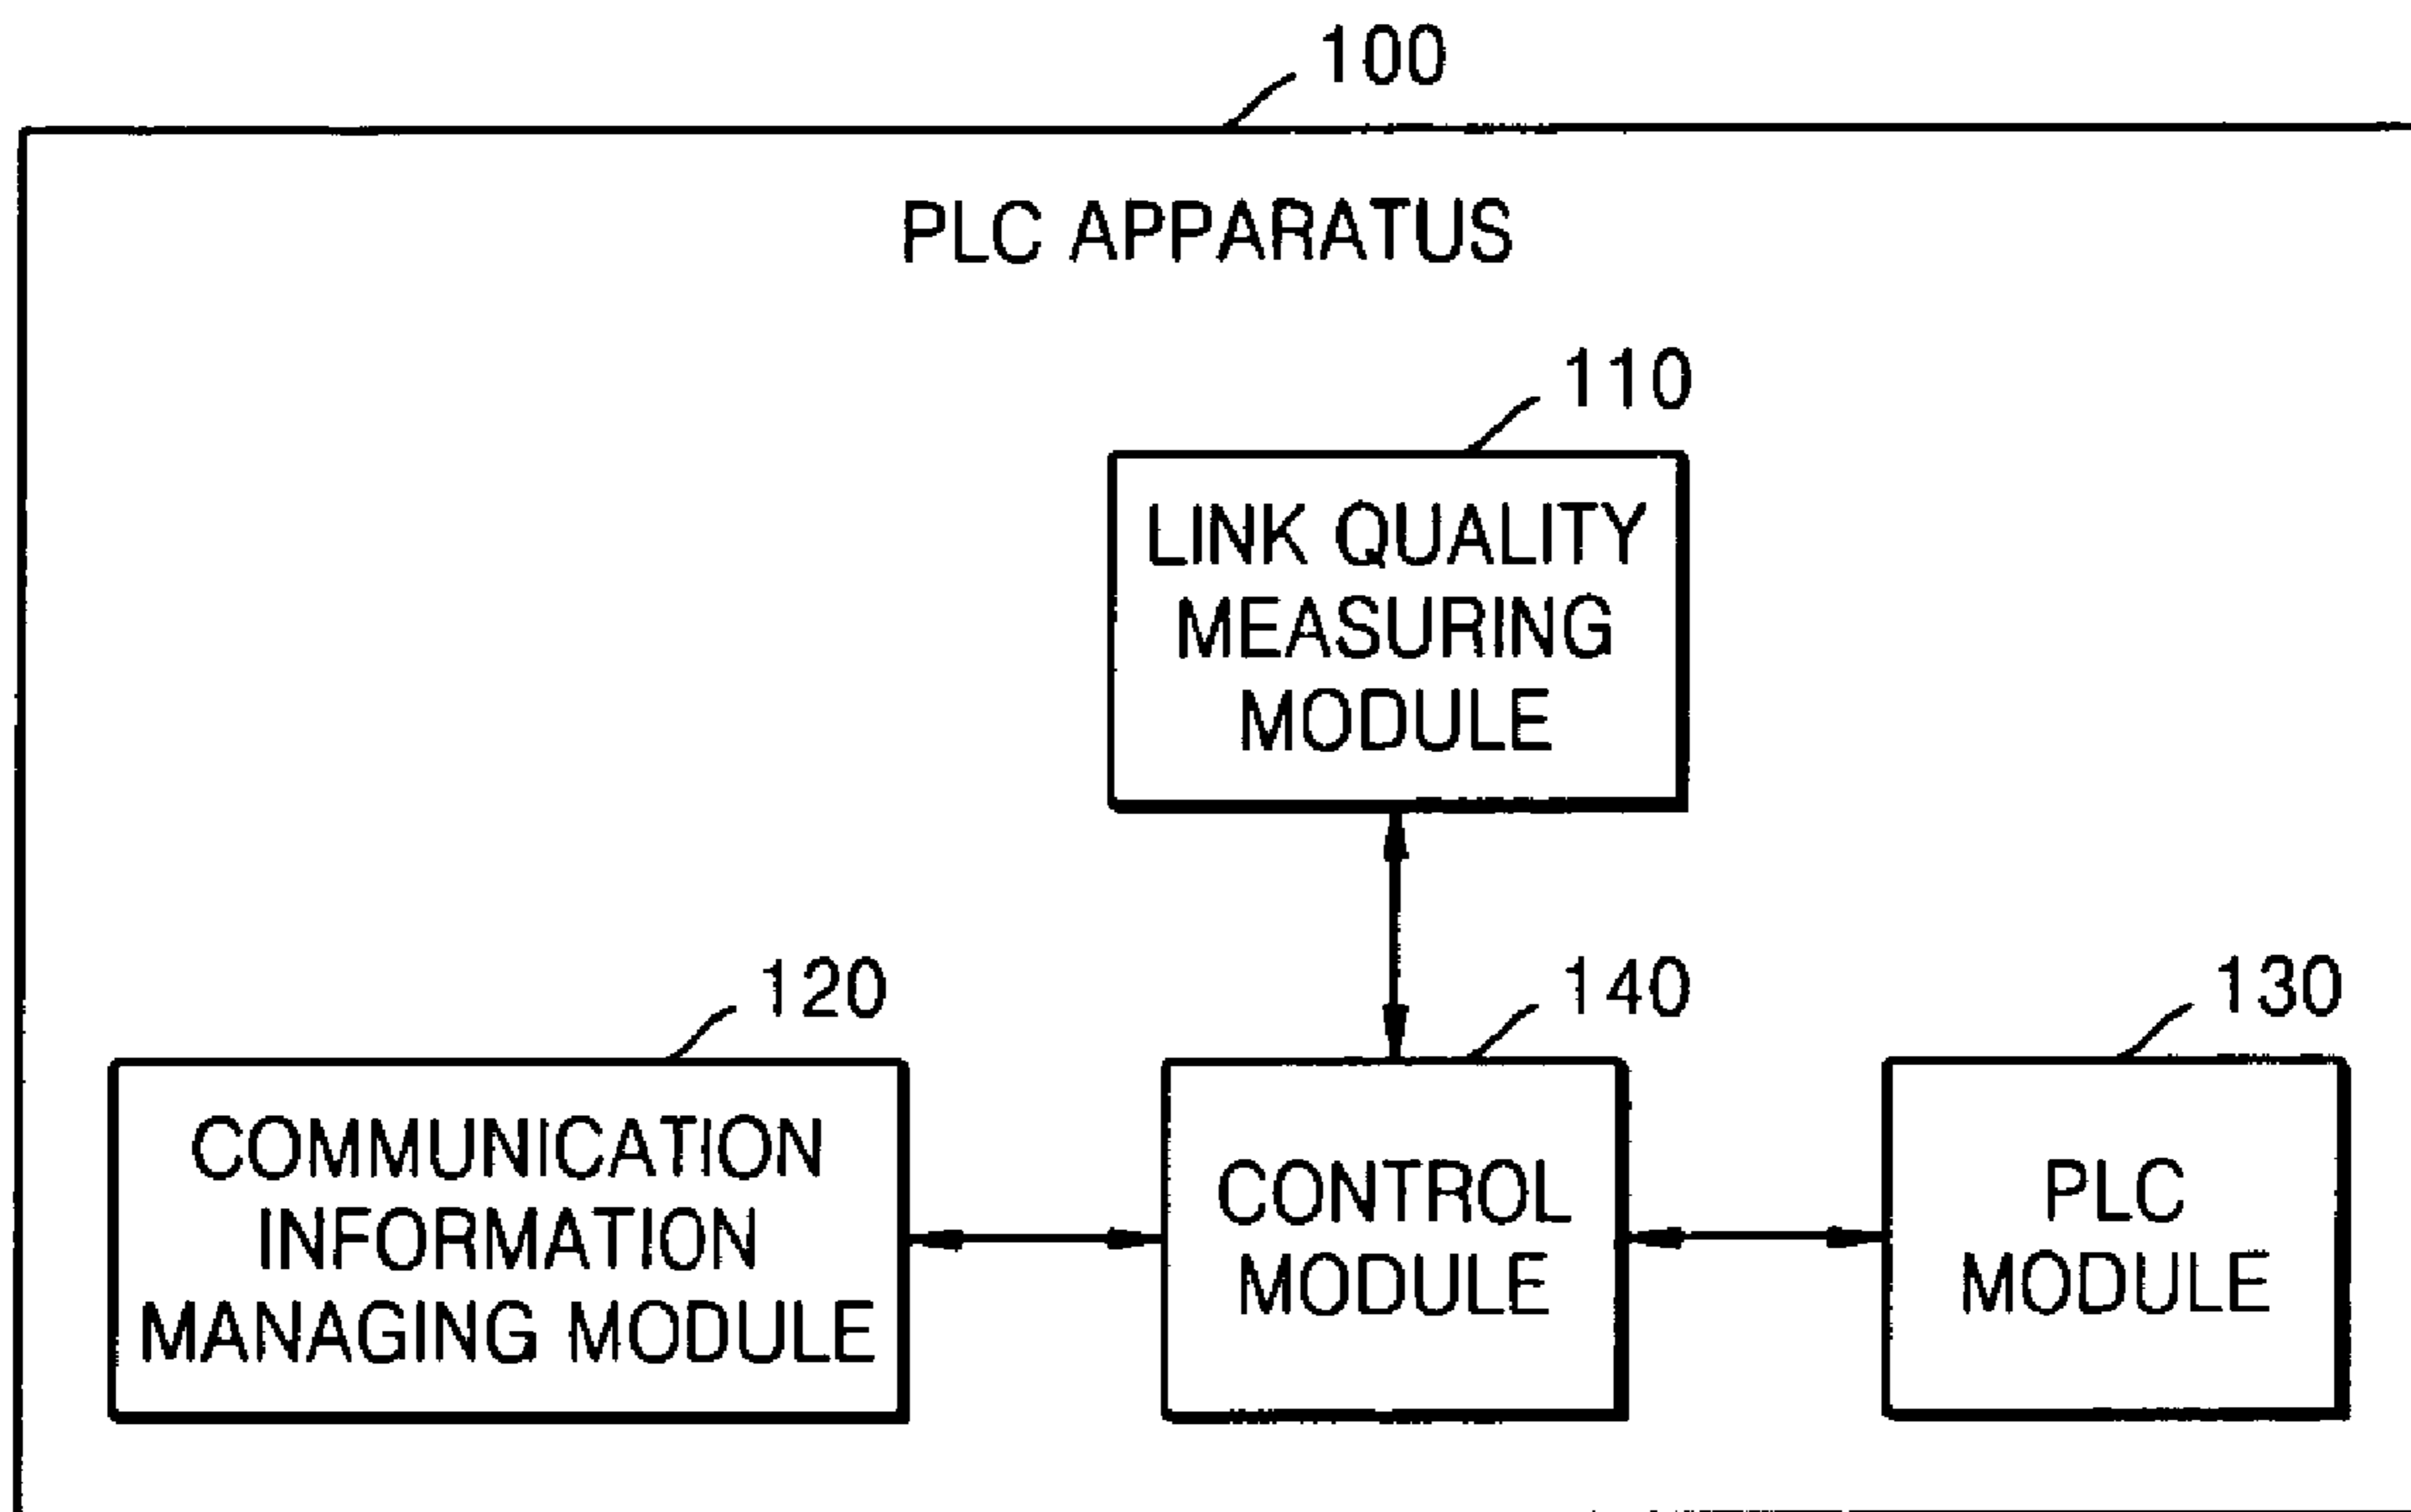 100
PLC APPARATUS
110
LINK QUALITY
MEASURING
MODULE
120
140
130
COMMUNICATION
INFORMATION
MANAGING MODULE
CONTROL
MODULE
PLC
MODULE